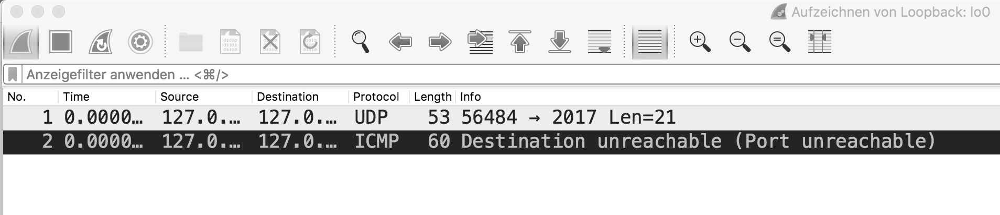 Aufzeichnen von Loopback: lo0
Anzeigefilter anwenden ... <⌘/>
No. Time Source Destination Protocol Length Info
1 0.0000… 127.0.… 127.0.… UDP 53 56484 → 2017 Len=21
2 0.0000… 127.0.… 127.0.… ICMP 60 Destination unreachable (Port unreachable)